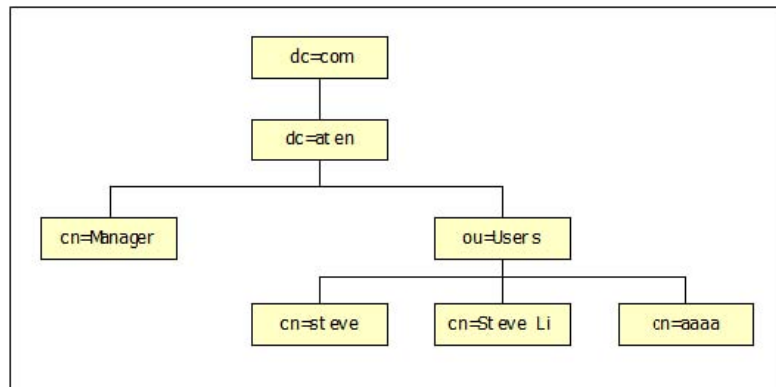 dc=com
dc=aten
cn=Manager
ou=Users
cn=steve
cn=Steve Li
cn=aaaa